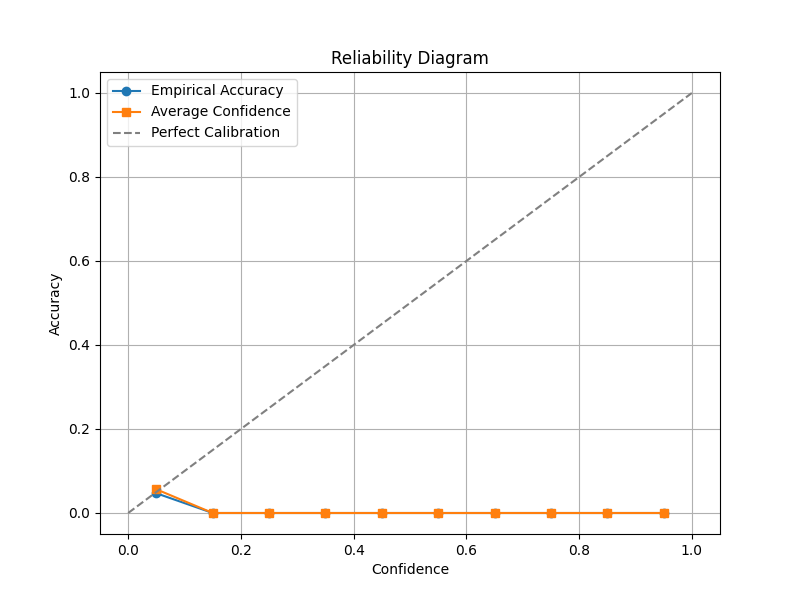 Reliability Diagram
Empirical Accuracy
Average Confidence
Perfect Calibration
1.0
0.8
0.6
0.4
0.2
0.0
Accuracy
0.0 0.2 0.4 0.6 0.8 1.0
Confidence